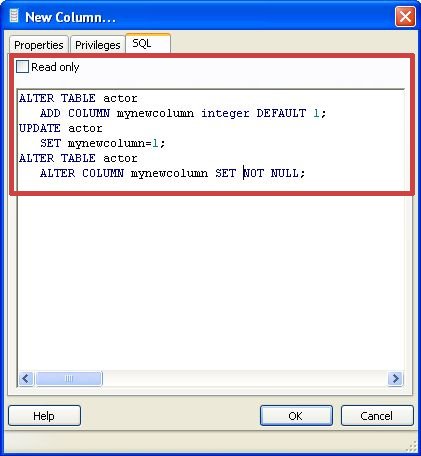 New Column...
Properties Privileges SQL
Read only
ALTER TABLE actor
   ADD COLUMN mynewcolumn integer DEFAULT 1;
UPDATE actor
   SET mynewcolumn=1;
ALTER TABLE actor
   ALTER COLUMN mynewcolumn SET NOT NULL;
Help OK Cancel